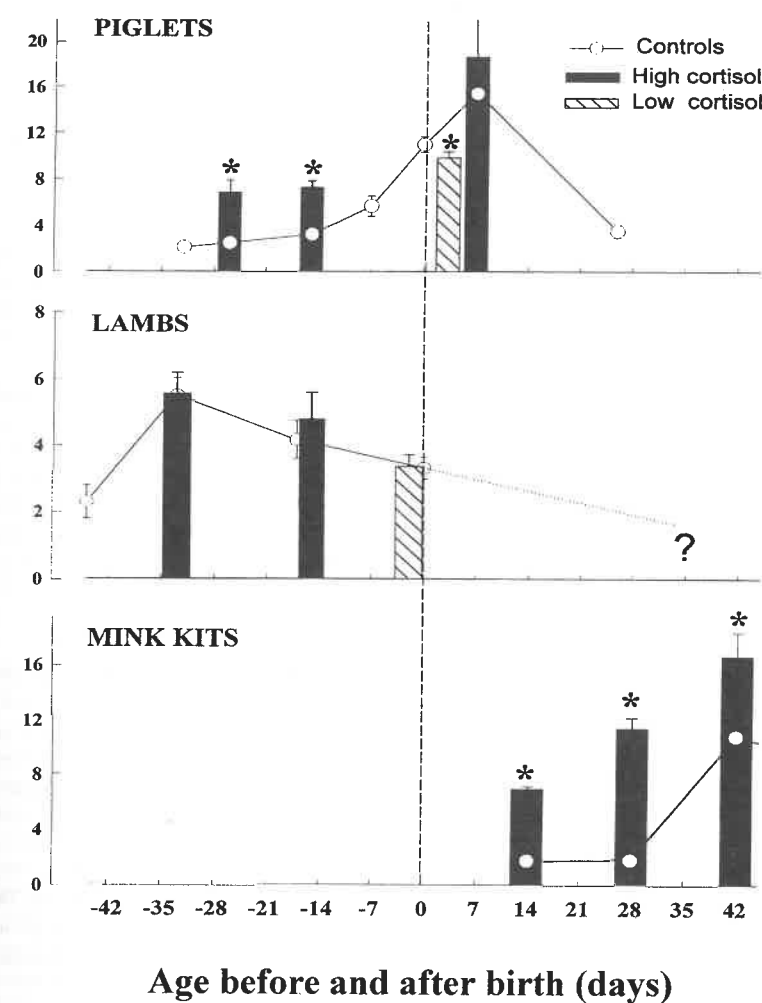 PIGLETS
Controls
High cortisol
Low cortisol
20
16
12
8
4
0
*
*
*
LAMBS
8
6
4
2
0
?
MINK KITS
16
12
8
4
0
*
*
*
-42 -35 -28 -21 -14 -7 0 7 14 21 28 35 42
Age before and after birth (days)